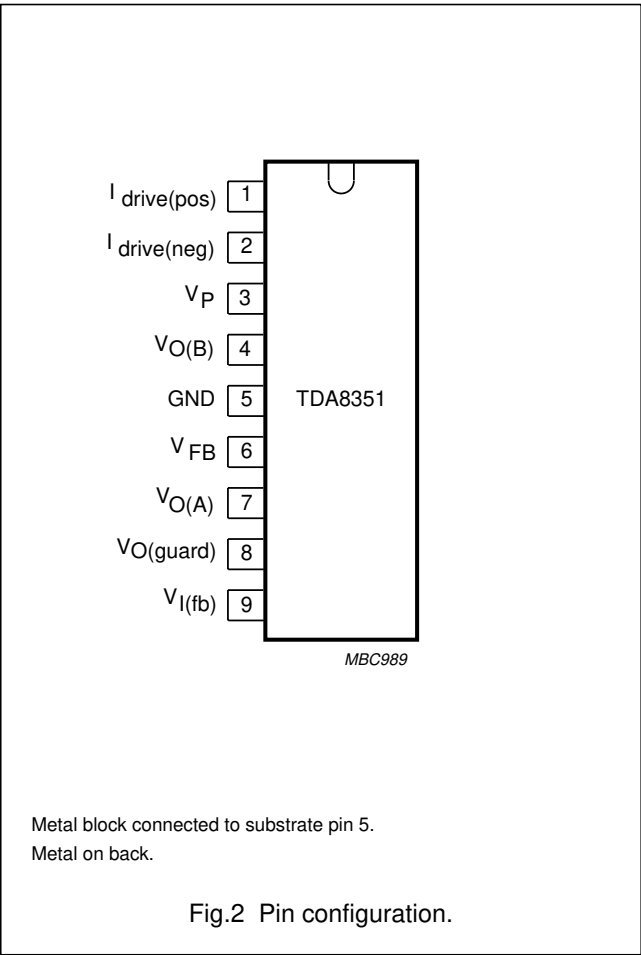 I drive(pos) 1
I drive(neg) 2
VP 3
VO(B) 4
GND 5 TDA8351
VFB 6
VO(A) 7
VO(guard) 8
VI(fb) 9
MBC989
Metal block connected to substrate pin 5.
Metal on back.
Fig.2 Pin configuration.